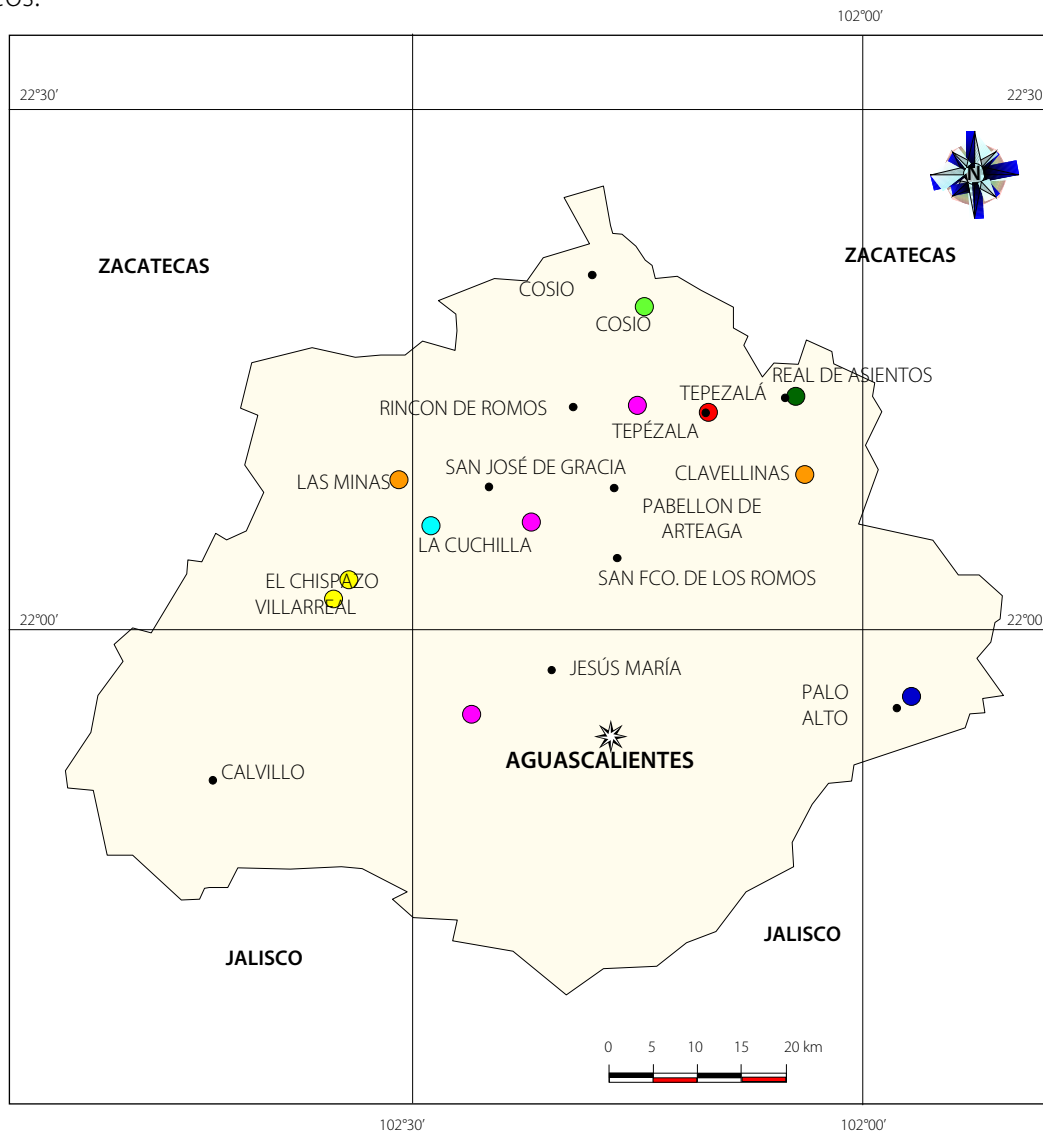 102°00'
22°30'
22°30
N
ZACATECAS
ZACATECAS
COSIO
COSIO
REAL DE ASIENTOS
TEPEZALÁ
RINCON DE ROMOS
TEPÉZALA
SAN JOSÉ DE GRACIA
CLAVELLINAS
LAS MINAS
PABELLON DE
ARTEAGA
LA CUCHILLA
SAN FCO. DE LOS ROMOS
EL CHISPAZO
VILLARREAL
22°00'
22°00
JESÚS MARÍA
PALO
ALTO
AGUASCALIENTES
CALVILLO
JALISCO
JALISCO
0 5 10 15 20 km
102°30'
102°00'